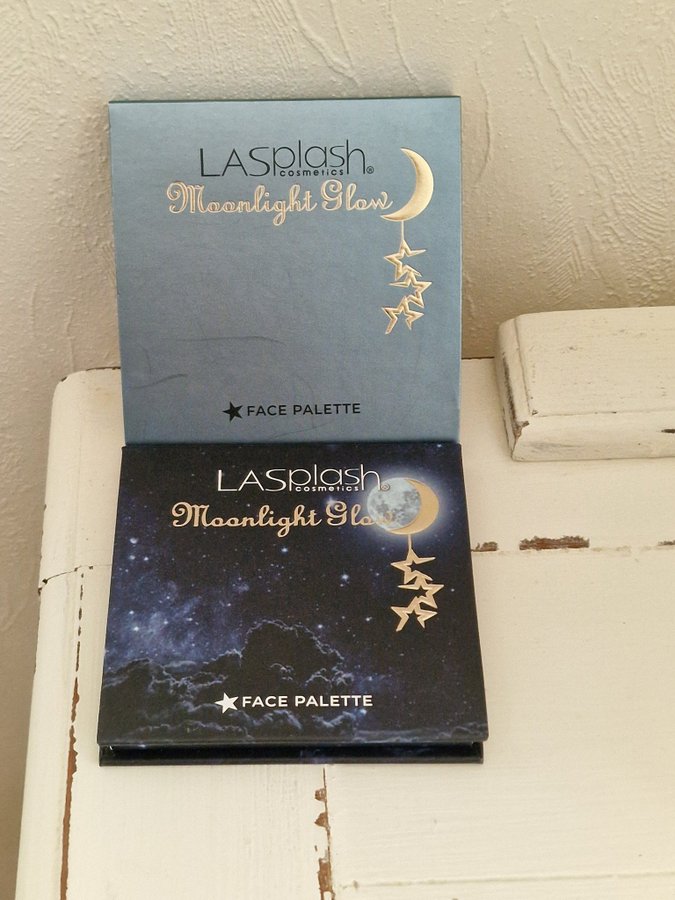 LASplash®
cosmetics
Moonlight Glow
FACE PALETTE
LASplash®
cosmetics
Moonlight Glow
FACE PALETTE